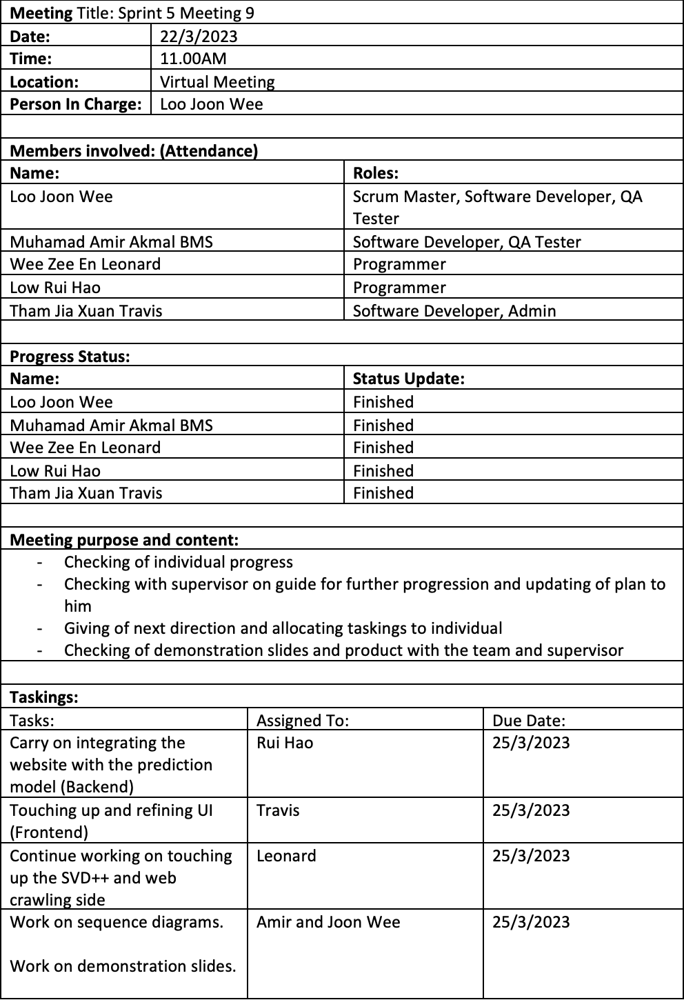 Meeting Title: Sprint 5 Meeting 9
Date: 22/3/2023
Time: 11.00AM
Location: Virtual Meeting
Person In Charge: Loo Joon Wee
Members involved: (Attendance)
Name: Roles:
Loo Joon Wee Scrum Master, Software Developer, QA
Tester
Muhamad Amir Akmal BMS Software Developer, QA Tester
Wee Zee En Leonard Programmer
Low Rui Hao Programmer
Tham Jia Xuan Travis Software Developer, Admin
Progress Status:
Name: Status Update:
Loo Joon Wee Finished
Muhamad Amir Akmal BMS Finished
Wee Zee En Leonard Finished
Low Rui Hao Finished
Tham Jia Xuan Travis Finished
Meeting purpose and content:
- Checking of individual progress
- Checking with supervisor on guide for further progression and updating of plan to
him
- Giving of next direction and allocating taskings to individual
- Checking of demonstration slides and product with the team and supervisor
Taskings:
Tasks: Assigned To: Due Date:
Carry on integrating the Rui Hao 25/3/2023
website with the prediction
model (Backend)
Touching up and refining UI Travis 25/3/2023
(Frontend)
Continue working on touching Leonard 25/3/2023
up the SVD++ and web
crawling side
Work on sequence diagrams. Amir and Joon Wee 25/3/2023
Work on demonstration slides.